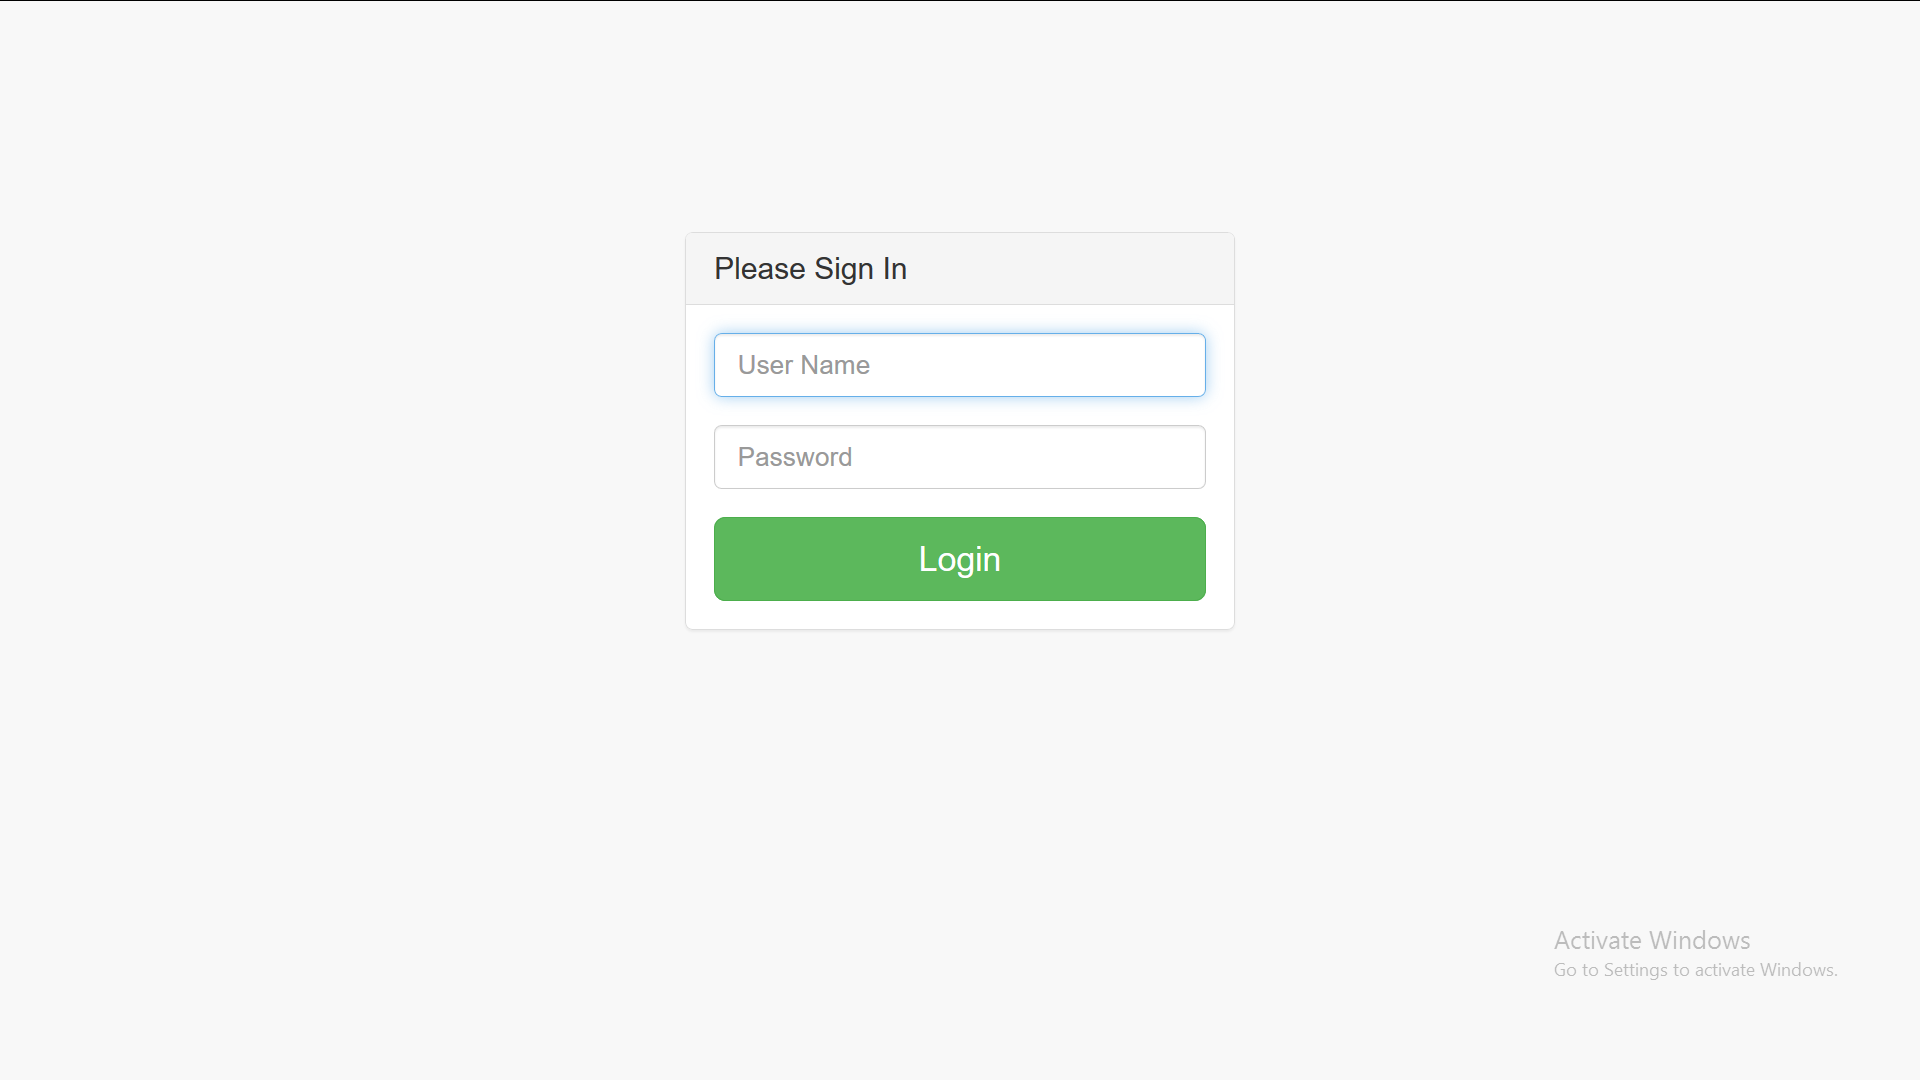 Please Sign In
User Name
Password
Login
Activate Windows
Go to Settings to activate Windows.